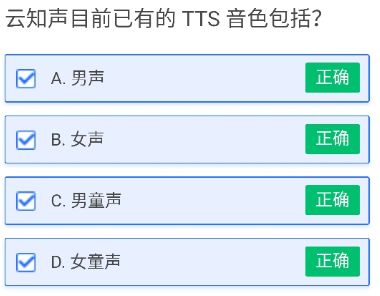 云知声目前已有的 TTS 音色包括？
A. 男声 正确
B. 女声 正确
C. 男童声 正确
D. 女童声 正确